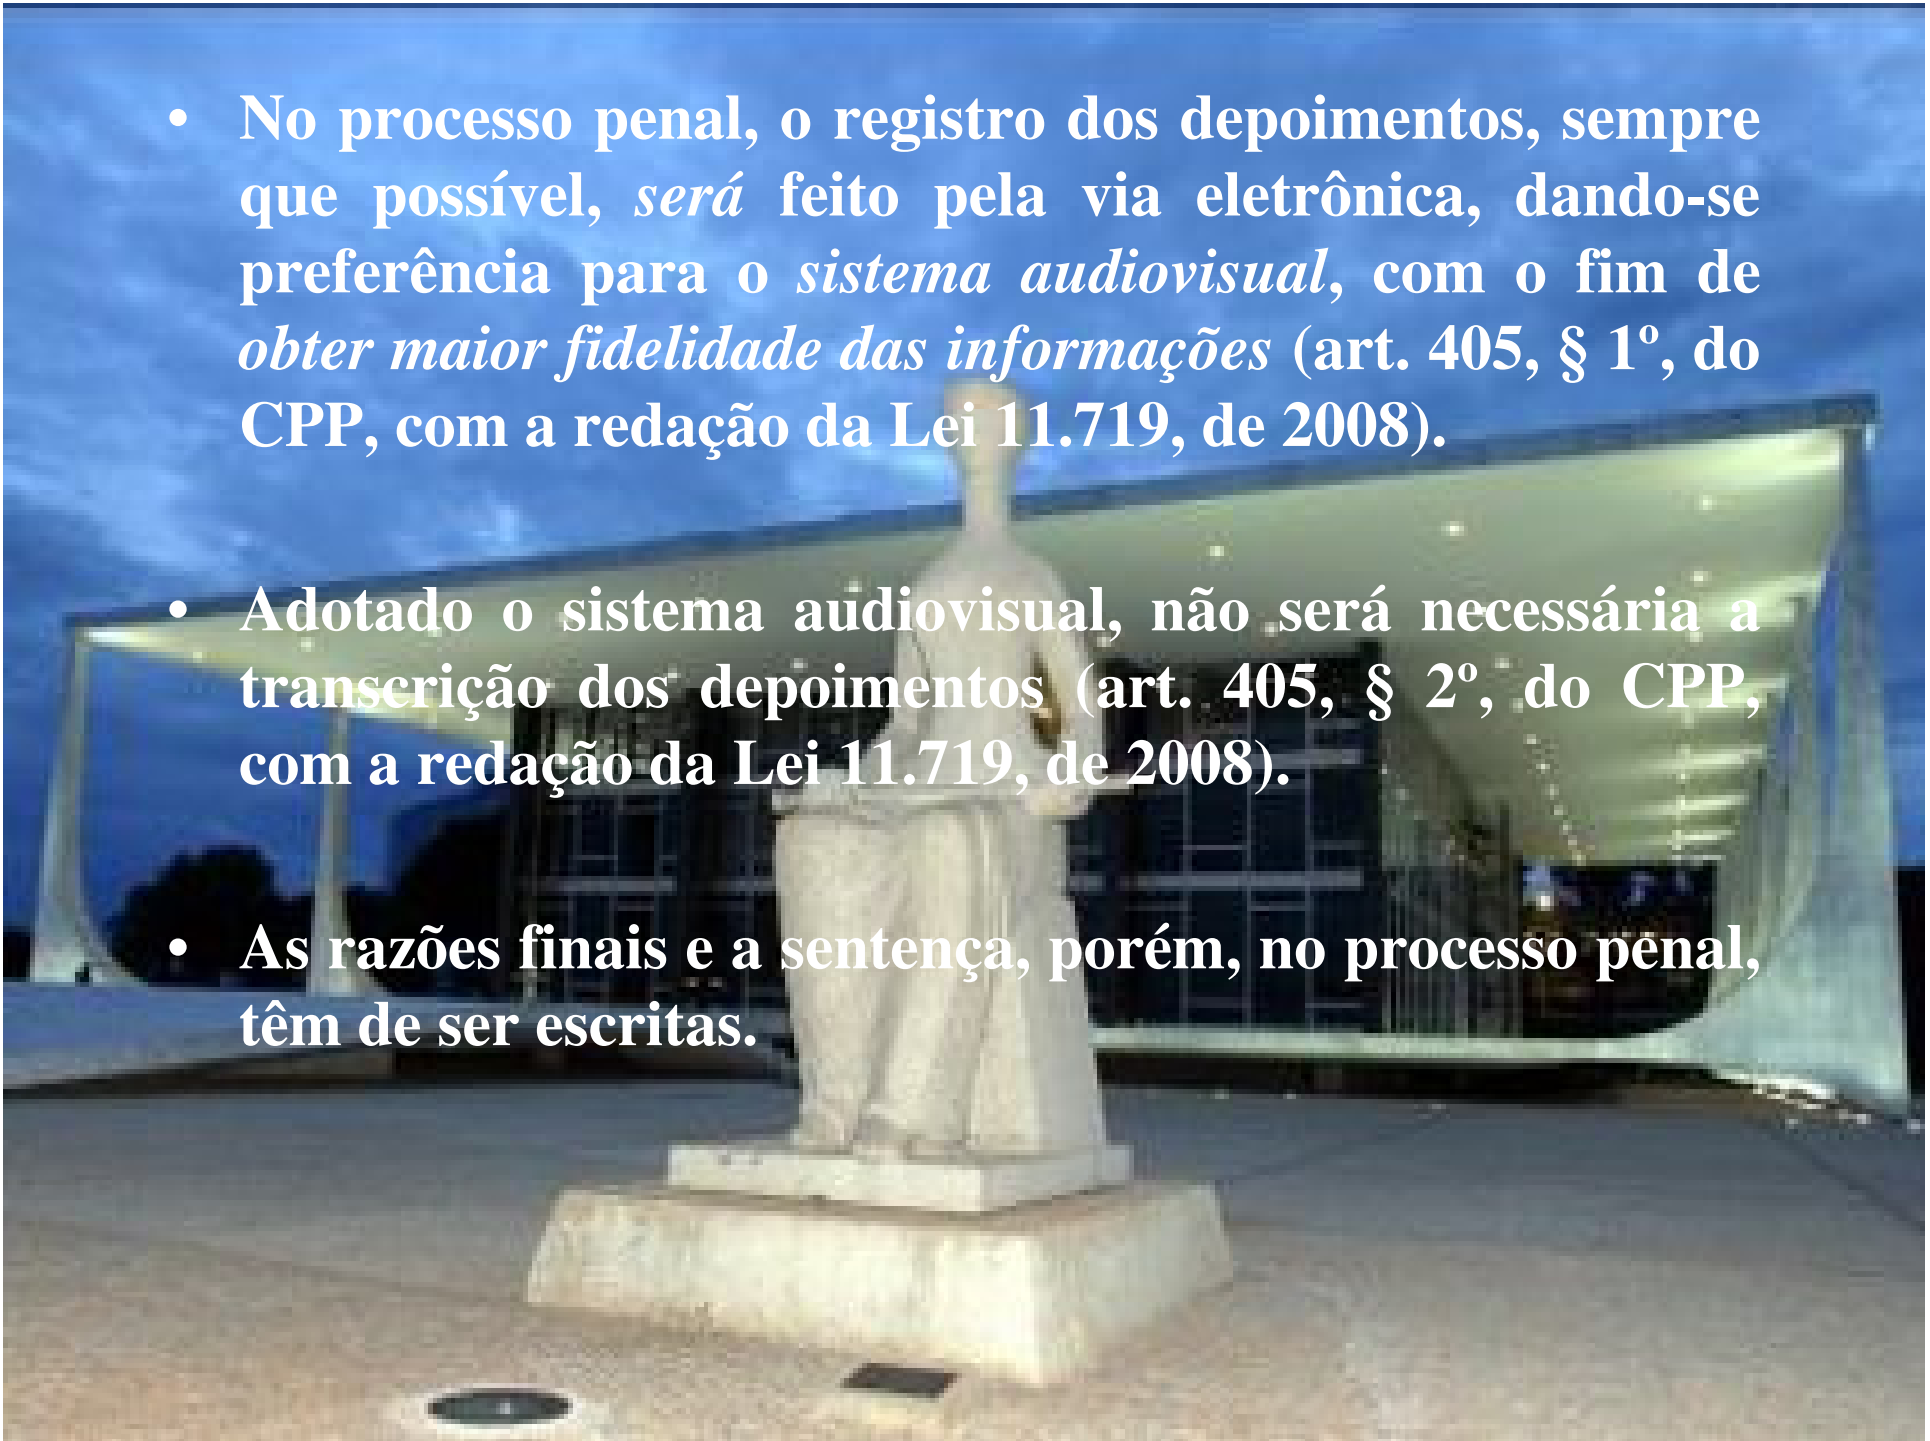 • No processo penal, o registro dos depoimentos, sempre
que possível, será feito pela via eletrônica, dando-se
preferência para o sistema audiovisual, com o fim de
obter maior fidelidade das informações (art. 405, § 1º, do
CPP, com a redação da Lei 11.719, de 2008).
• Adotado o sistema audiovisual, não será necessária a
transcrição dos depoimentos (art. 405, § 2º, do CPP,
com a redação da Lei 11.719, de 2008).
• As razões finais e a sentença, porém, no processo penal,
têm de ser escritas.